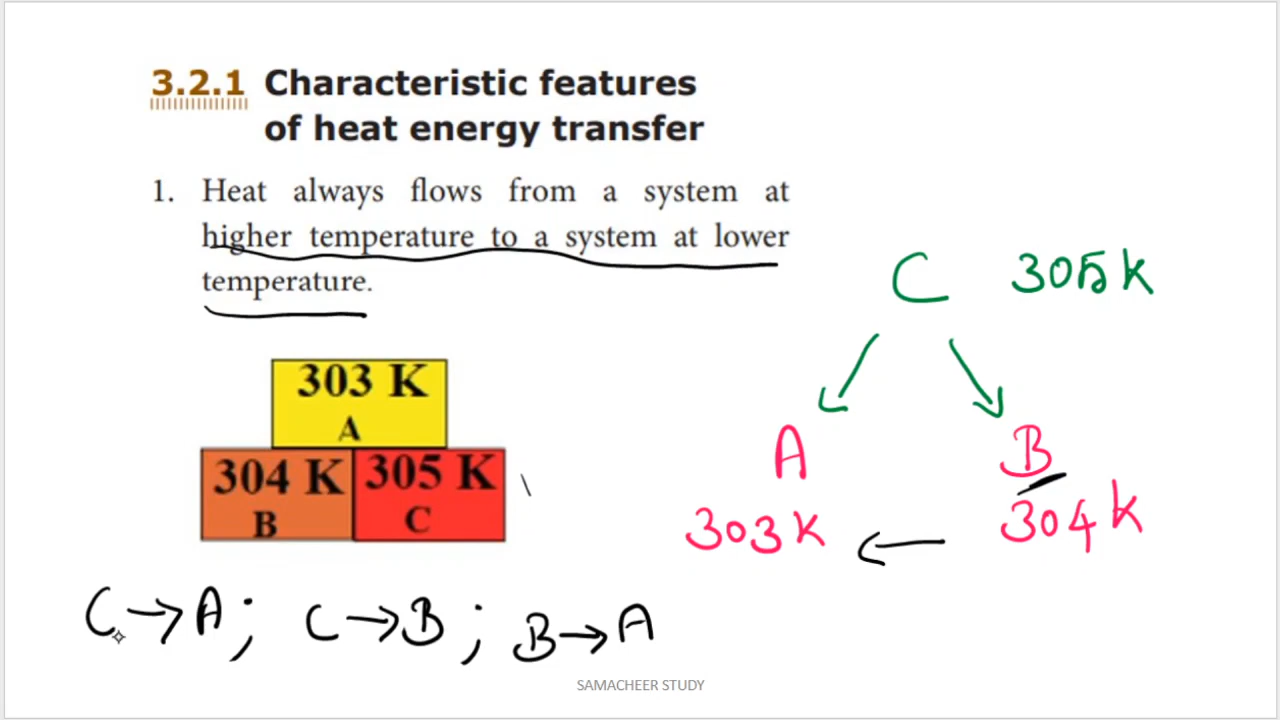 3.2.1 Characteristic features
of heat energy transfer
1. Heat always flows from a system at
higher temperature to a system at lower
temperature.
303 K
A
304 K
B
305 K
C
C 305 K
A
303 K
B
304 K
C → A ; C → B ; B → A
SAMACHEER STUDY